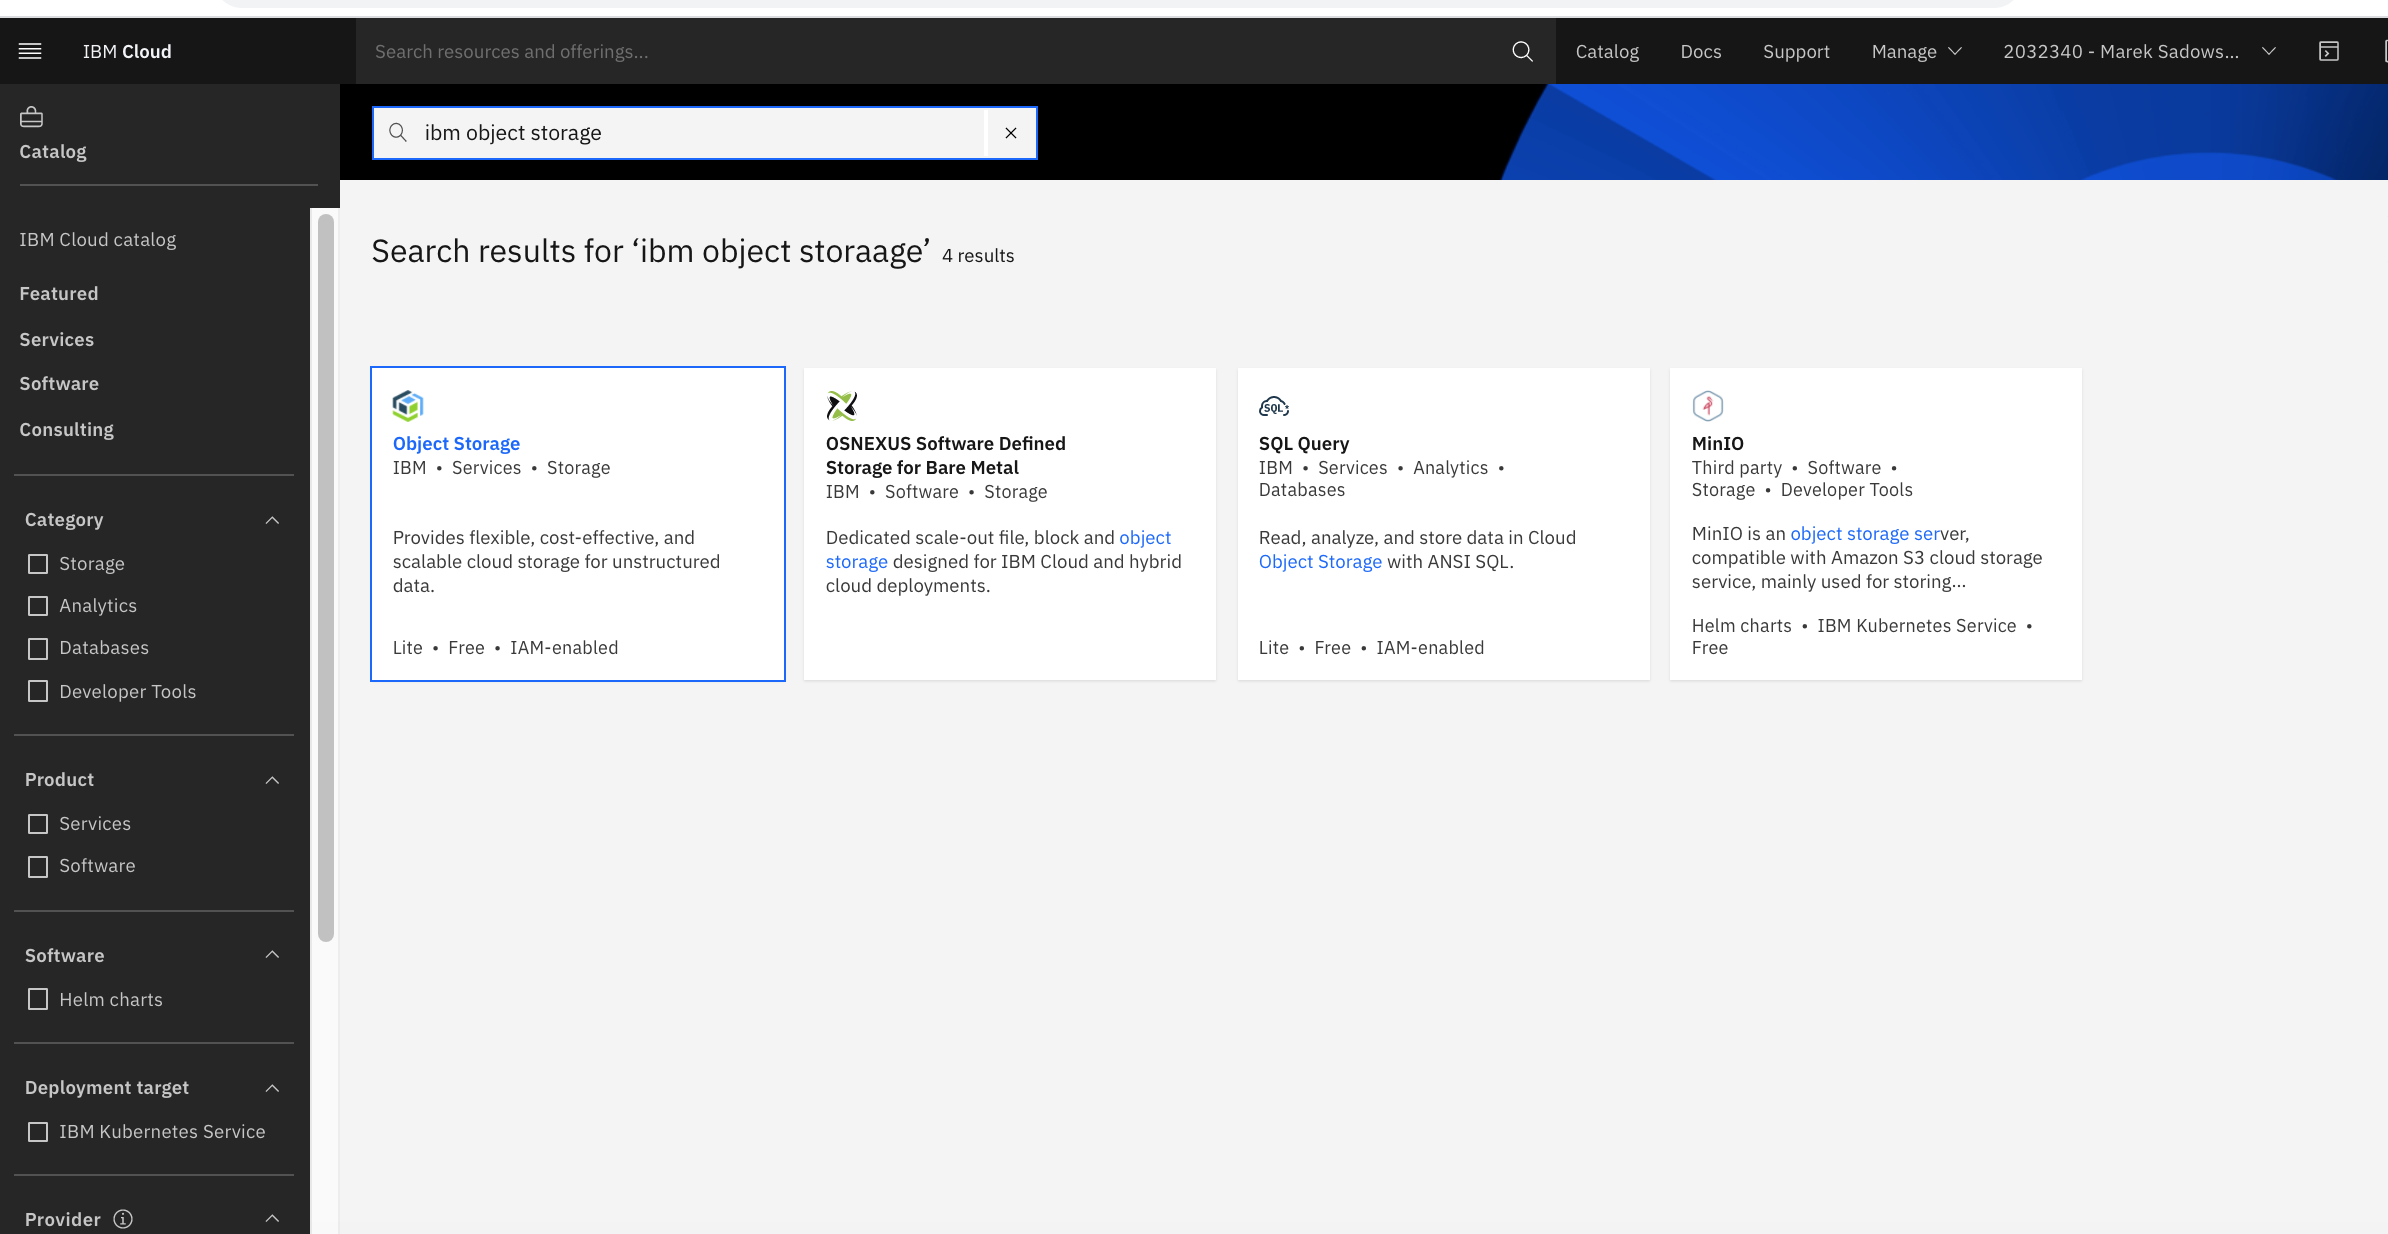 IBM Cloud
Search resources and offerings...
Catalog
Docs
Support
Manage
2032340 - Marek Sadows...
Catalog
IBM Cloud catalog
Featured
Services
Software
Consulting
Category
Storage
Analytics
Databases
Developer Tools
Product
Services
Software
Software
Helm charts
Deployment target
IBM Kubernetes Service
Provider
ibm object storage
Search results for ‘ibm object storaage’ 4 results
Object Storage
IBM • Services • Storage
Provides flexible, cost-effective, and
scalable cloud storage for unstructured
data.
Lite • Free • IAM-enabled
OSNEXUS Software Defined
Storage for Bare Metal
IBM • Software • Storage
Dedicated scale-out file, block and object
storage designed for IBM Cloud and hybrid
cloud deployments.
SQL
SQL Query
IBM • Services • Analytics •
Databases
Read, analyze, and store data in Cloud
Object Storage with ANSI SQL.
Lite • Free • IAM-enabled
MinIO
Third party • Software •
Storage • Developer Tools
MinIO is an object storage server,
compatible with Amazon S3 cloud storage
service, mainly used for storing...
Helm charts • IBM Kubernetes Service •
Free